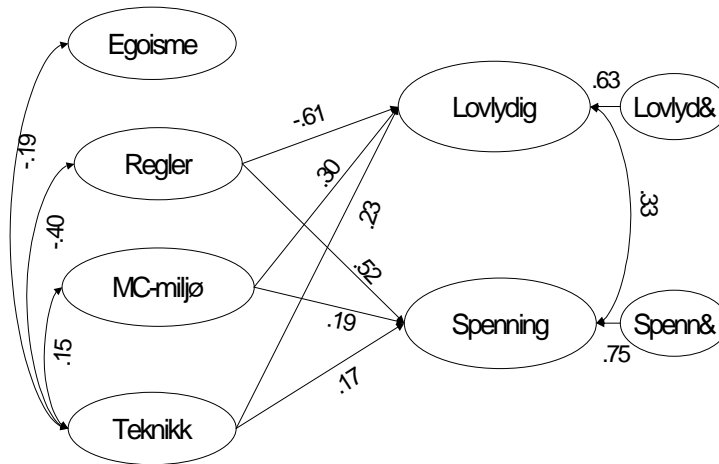 Egoisme
Lovlydig
.63
Lovlyd&
-.61
-.19
Regler
.30
-.40
.23
.33
.52
MC-miljø
Spenning
Spenn&
.19
.15
.75
.17
Teknikk